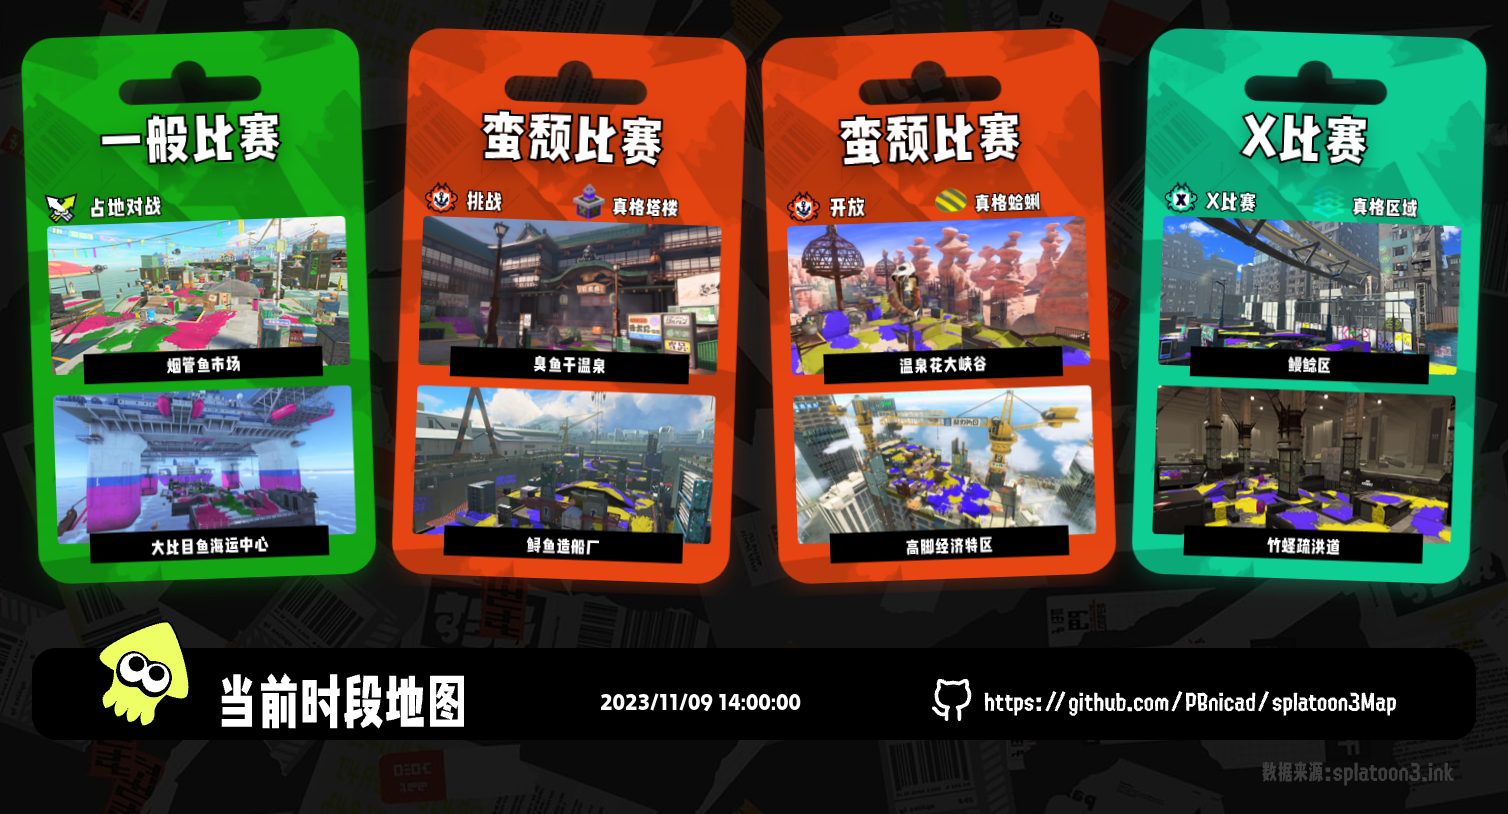 一般比赛
占地对战
烟管鱼市场
大比目鱼海运中心
蛮颓比赛
挑战
真格塔楼
臭鱼干温泉
鲟鱼造船厂
蛮颓比赛
开放
真格蛤蜊
温泉花大峡谷
高脚经济特区
X比赛
X比赛
真格区域
鳗鲶区
竹蛏疏洪道
当前时段地图
2023/11/09 14:00:00
https://github.com/PBnicad/splatoon3Map
数据来源:splatoon3.ink